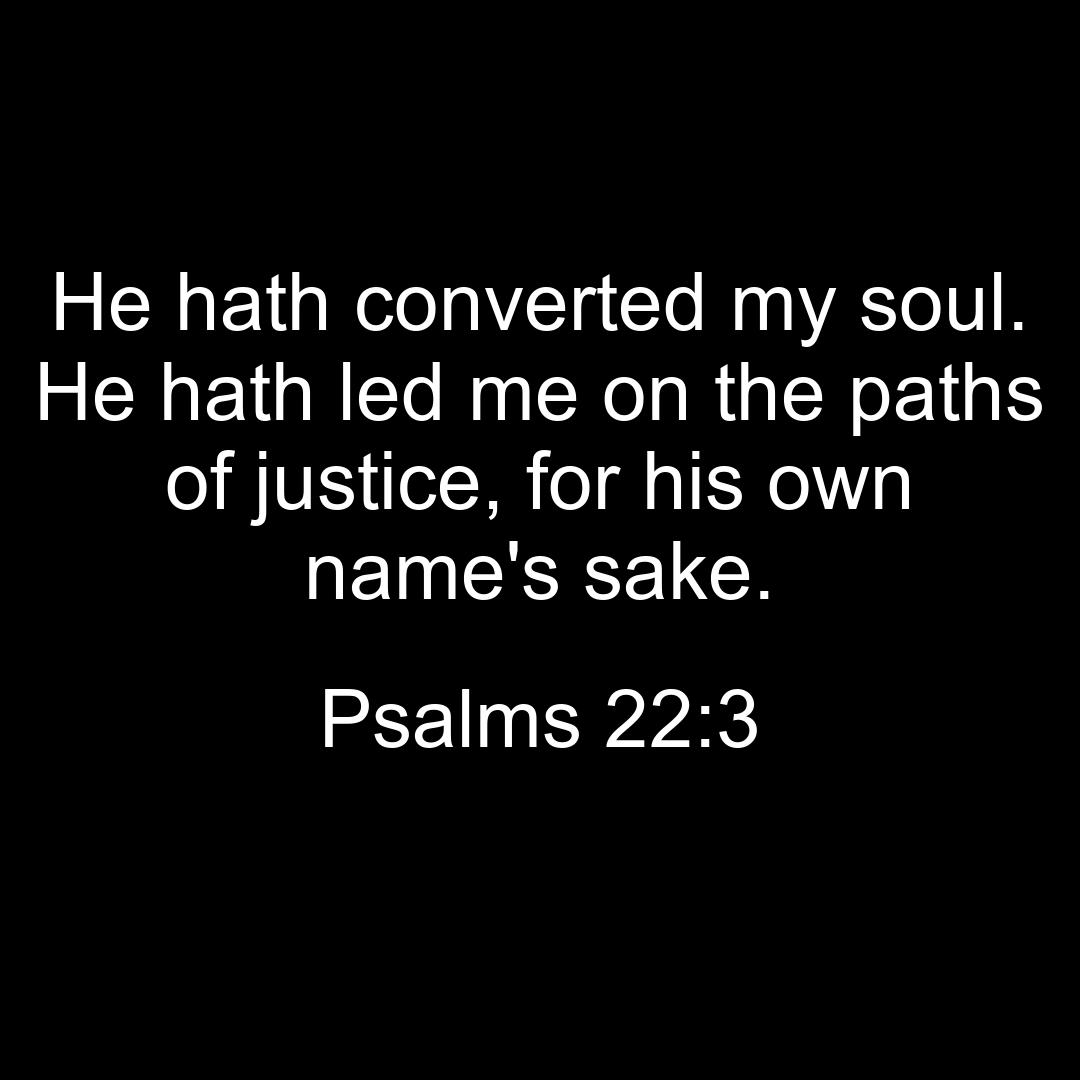 He hath converted my soul.
He hath led me on the paths
of justice, for his own
name's sake.
Psalms 22:3